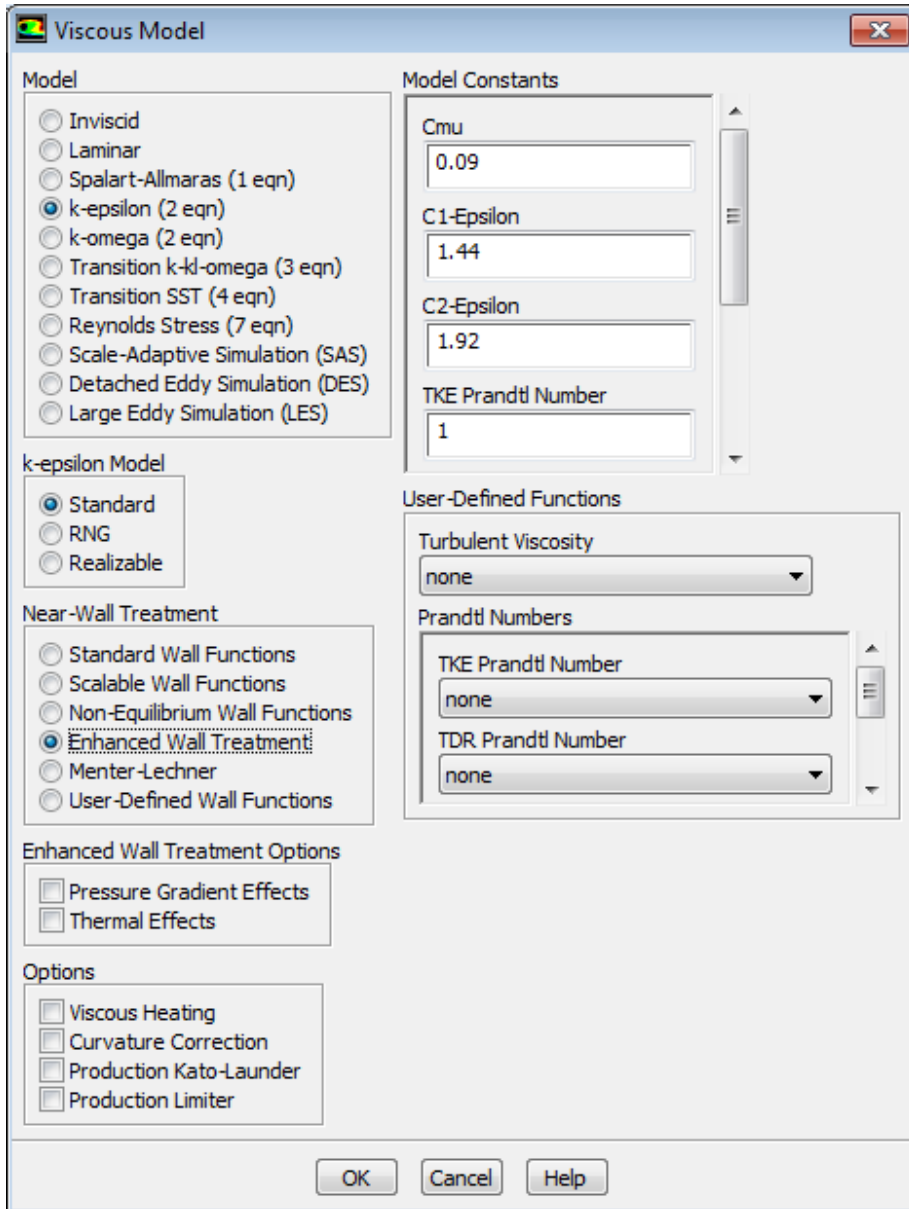 Viscous Model
Model
Inviscid
Laminar
Spalart-Allmaras (1 eqn)
k-epsilon (2 eqn)
k-omega (2 eqn)
Transition k-kl-omega (3 eqn)
Transition SST (4 eqn)
Reynolds Stress (7 eqn)
Scale-Adaptive Simulation (SAS)
Detached Eddy Simulation (DES)
Large Eddy Simulation (LES)
k-epsilon Model
Standard
RNG
Realizable
Near-Wall Treatment
Standard Wall Functions
Scalable Wall Functions
Non-Equilibrium Wall Functions
Enhanced Wall Treatment
Menter-Lechner
User-Defined Wall Functions
Enhanced Wall Treatment Options
Pressure Gradient Effects
Thermal Effects
Options
Viscous Heating
Curvature Correction
Production Kato-Launder
Production Limiter
Model Constants
Cmu
0.09
C1-Epsilon
1.44
C2-Epsilon
1.92
TKE Prandtl Number
1
User-Defined Functions
Turbulent Viscosity
none
Prandtl Numbers
TKE Prandtl Number
none
TDR Prandtl Number
none
OK Cancel Help